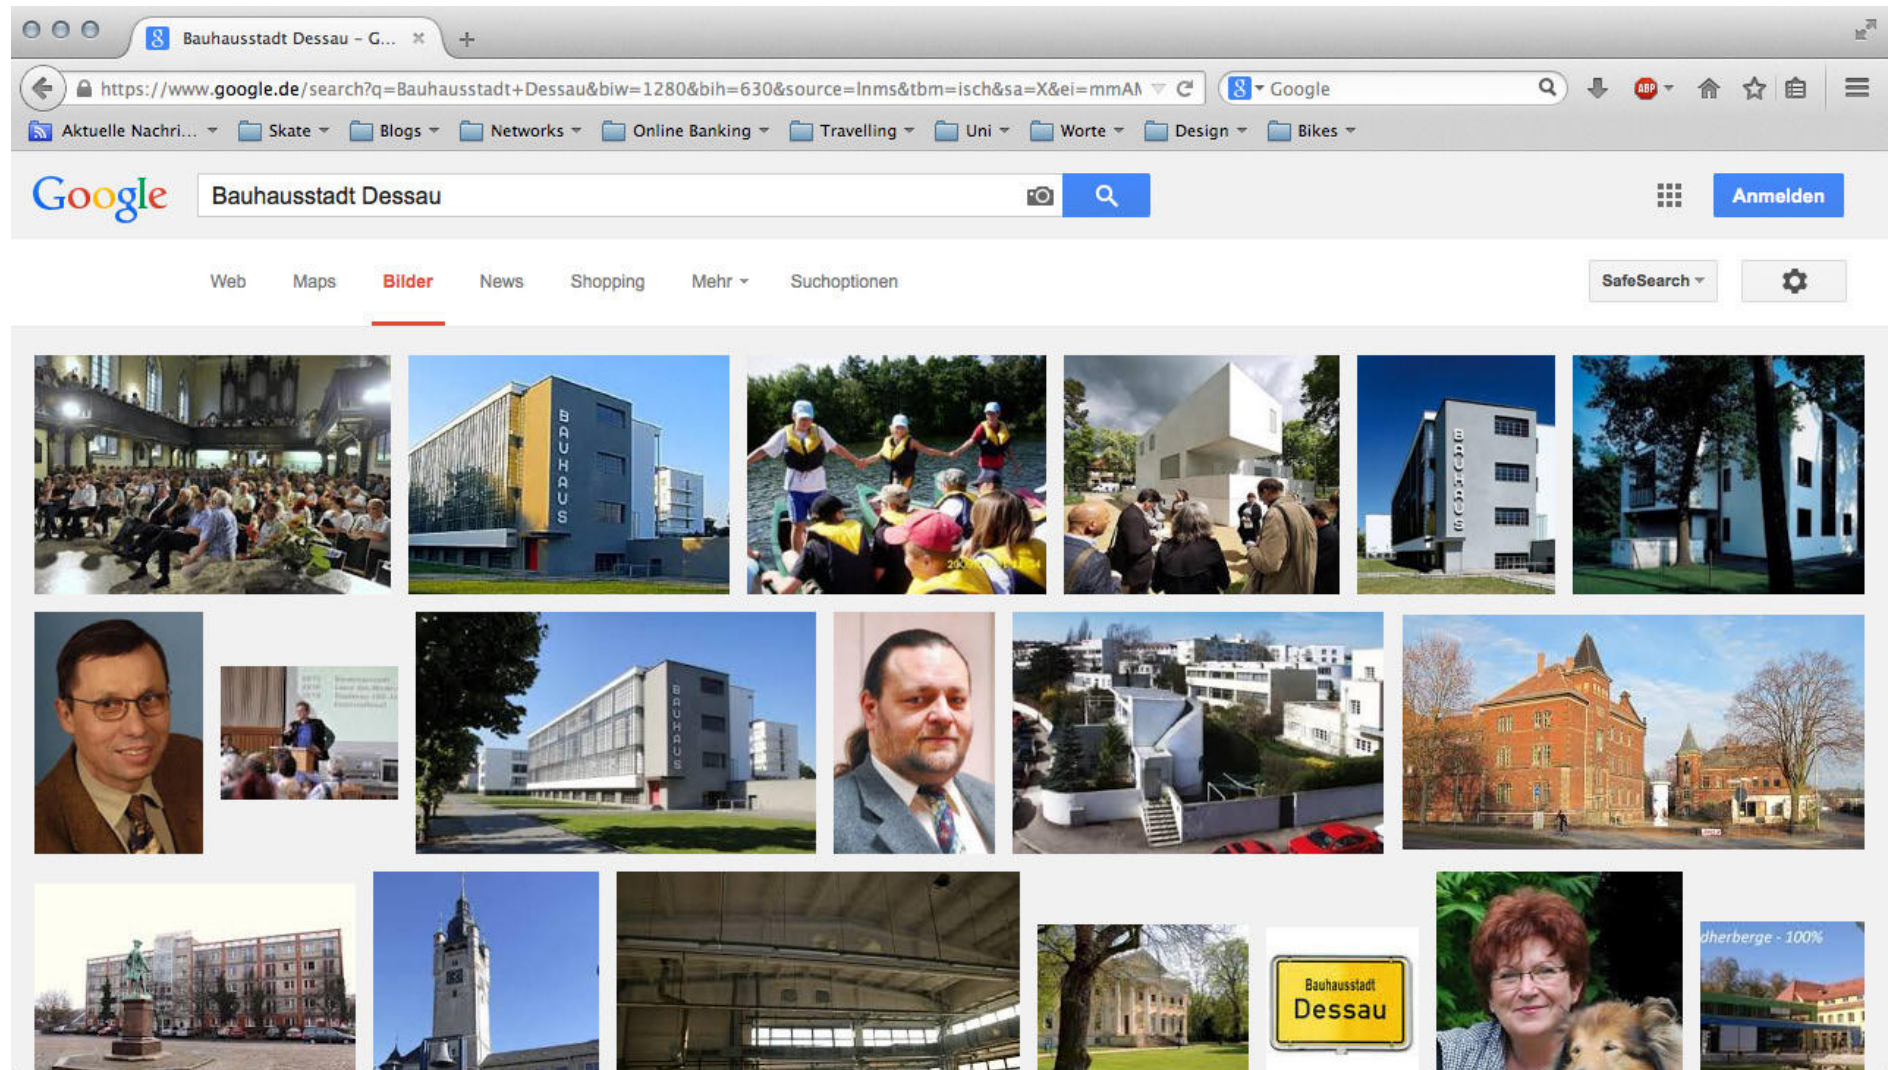 Bauhausstadt Dessau – G...
https://www.google.de/search?q=Bauhausstadt+Dessau&biw=1280&bih=630&source=lnms&tbm=isch&sa=X&ei=mmA
Google
ABP
Aktuelle Nachri... Skate Blogs Networks Online Banking Travelling Uni Worte Design Bikes
Google
Bauhausstadt Dessau
Anmelden
Web Maps Bilder News Shopping Mehr Suchoptionen
SafeSearch
BAUHAUS
BAUHAUS
BAUHAUS
dherberge - 100%
Bauhausstadt
Dessau